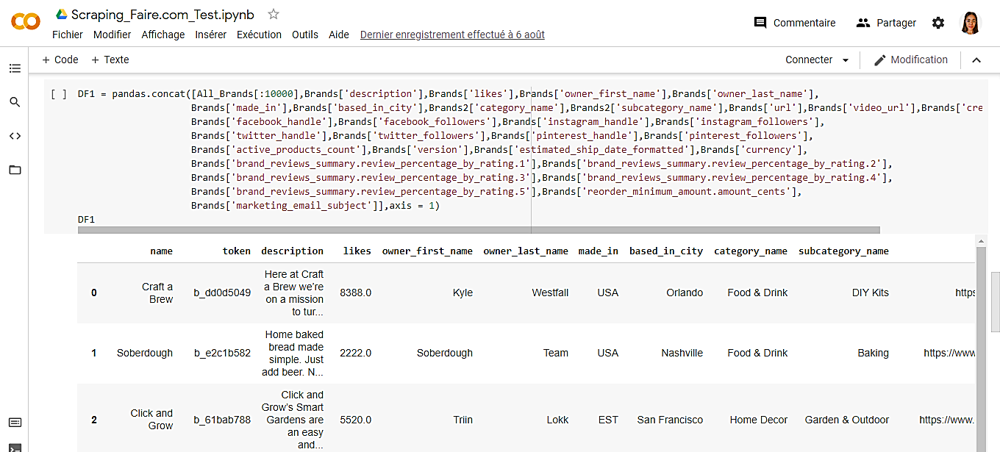 Scraping_Faire.com_Test.ipynb
Fichier Modifier Affichage Insérer Exécution Outils Aide Dernier enregistrement effectué à 6 août
Commentaire Partager
+ Code + Texte
Connecter Modification
[ ] DF1 = pandas.concat([All_Brands[:10000],Brands['description'],Brands['likes'],Brands['owner_first_name'],Brands['owner_last_name'],
Brands['made_in'],Brands['based_in_city'],Brands2['category_name'],Brands2['subcategory_name'],Brands['url'],Brands['video_url'],Brands['cre
Brands['facebook_handle'],Brands['facebook_followers'],Brands['instagram_handle'],Brands['instagram_followers'],
Brands['twitter_handle'],Brands['twitter_followers'],Brands['pinterest_handle'],Brands['pinterest_followers'],
Brands['active_products_count'],Brands['version'],Brands['estimated_ship_date_formatted'],Brands['currency'],
Brands['brand_reviews_summary.review_percentage_by_rating.1'],Brands['brand_reviews_summary.review_percentage_by_rating.2'],
Brands['brand_reviews_summary.review_percentage_by_rating.3'],Brands['brand_reviews_summary.review_percentage_by_rating.4'],
Brands['brand_reviews_summary.review_percentage_by_rating.5'],Brands['reorder_minimum_amount.amount_cents'],
Brands['marketing_email_subject']],axis = 1)
DF1
name token description likes owner_first_name owner_last_name made_in based_in_city category_name subcategory_name
Here at Craft
a Brew we're
on a mission
to tur...
0 Craft a
Brew
b_dd0d5049 8388.0 Kyle Westfall USA Orlando Food & Drink DIY Kits https
Home baked
bread made
simple. Just
add beer. N...
1 Soberdough b_e2c1b582 2222.0 Soberdough Team USA Nashville Food & Drink Baking https://www
Click and
Grow's Smart
Gardens are
an easy
and...
2 Click and
Grow
b_61bab788 5520.0 Triin Lokk EST San Francisco Home Decor Garden & Outdoor https://www.